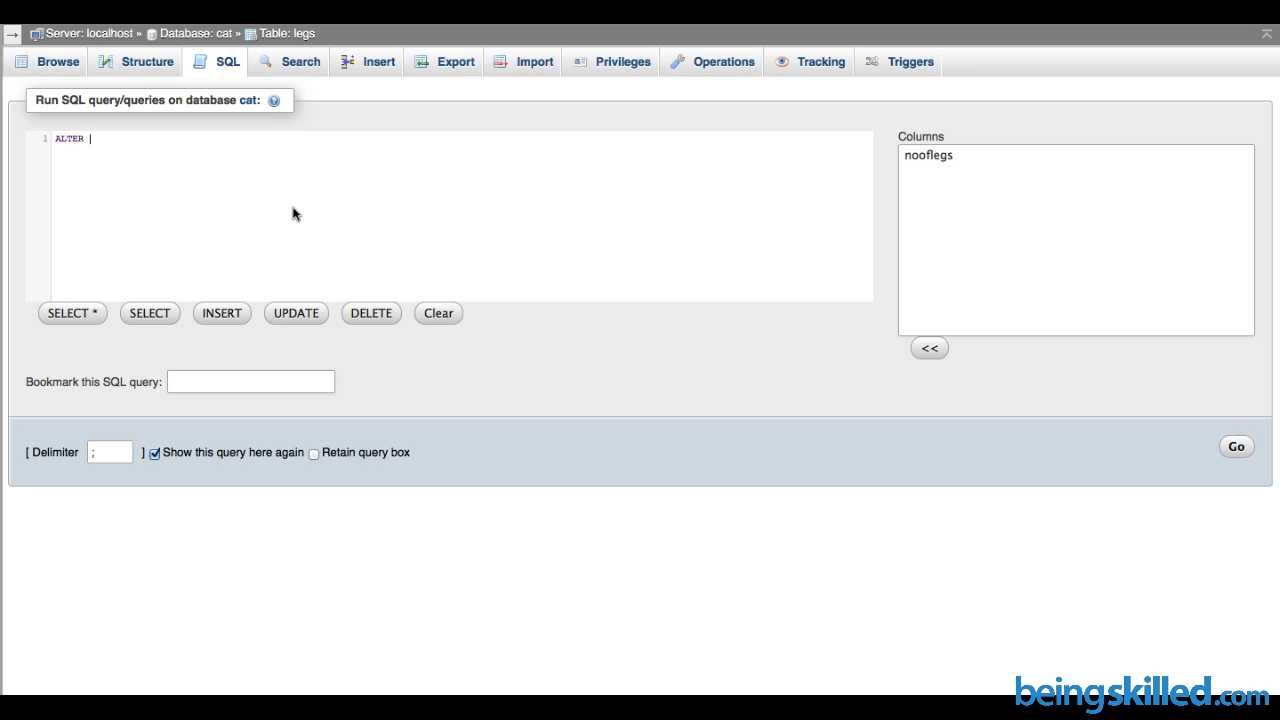 → Server: localhost » Database: cat » Table: legs
Browse Structure SQL Search Insert Export Import Privileges Operations Tracking Triggers
Run SQL query/queries on database cat:
1 ALTER
Columns
nooflegs
SELECT * SELECT INSERT UPDATE DELETE Clear
<<
Bookmark this SQL query:
[ Delimiter ; ] Show this query here again Retain query box
Go
beingskilled.com